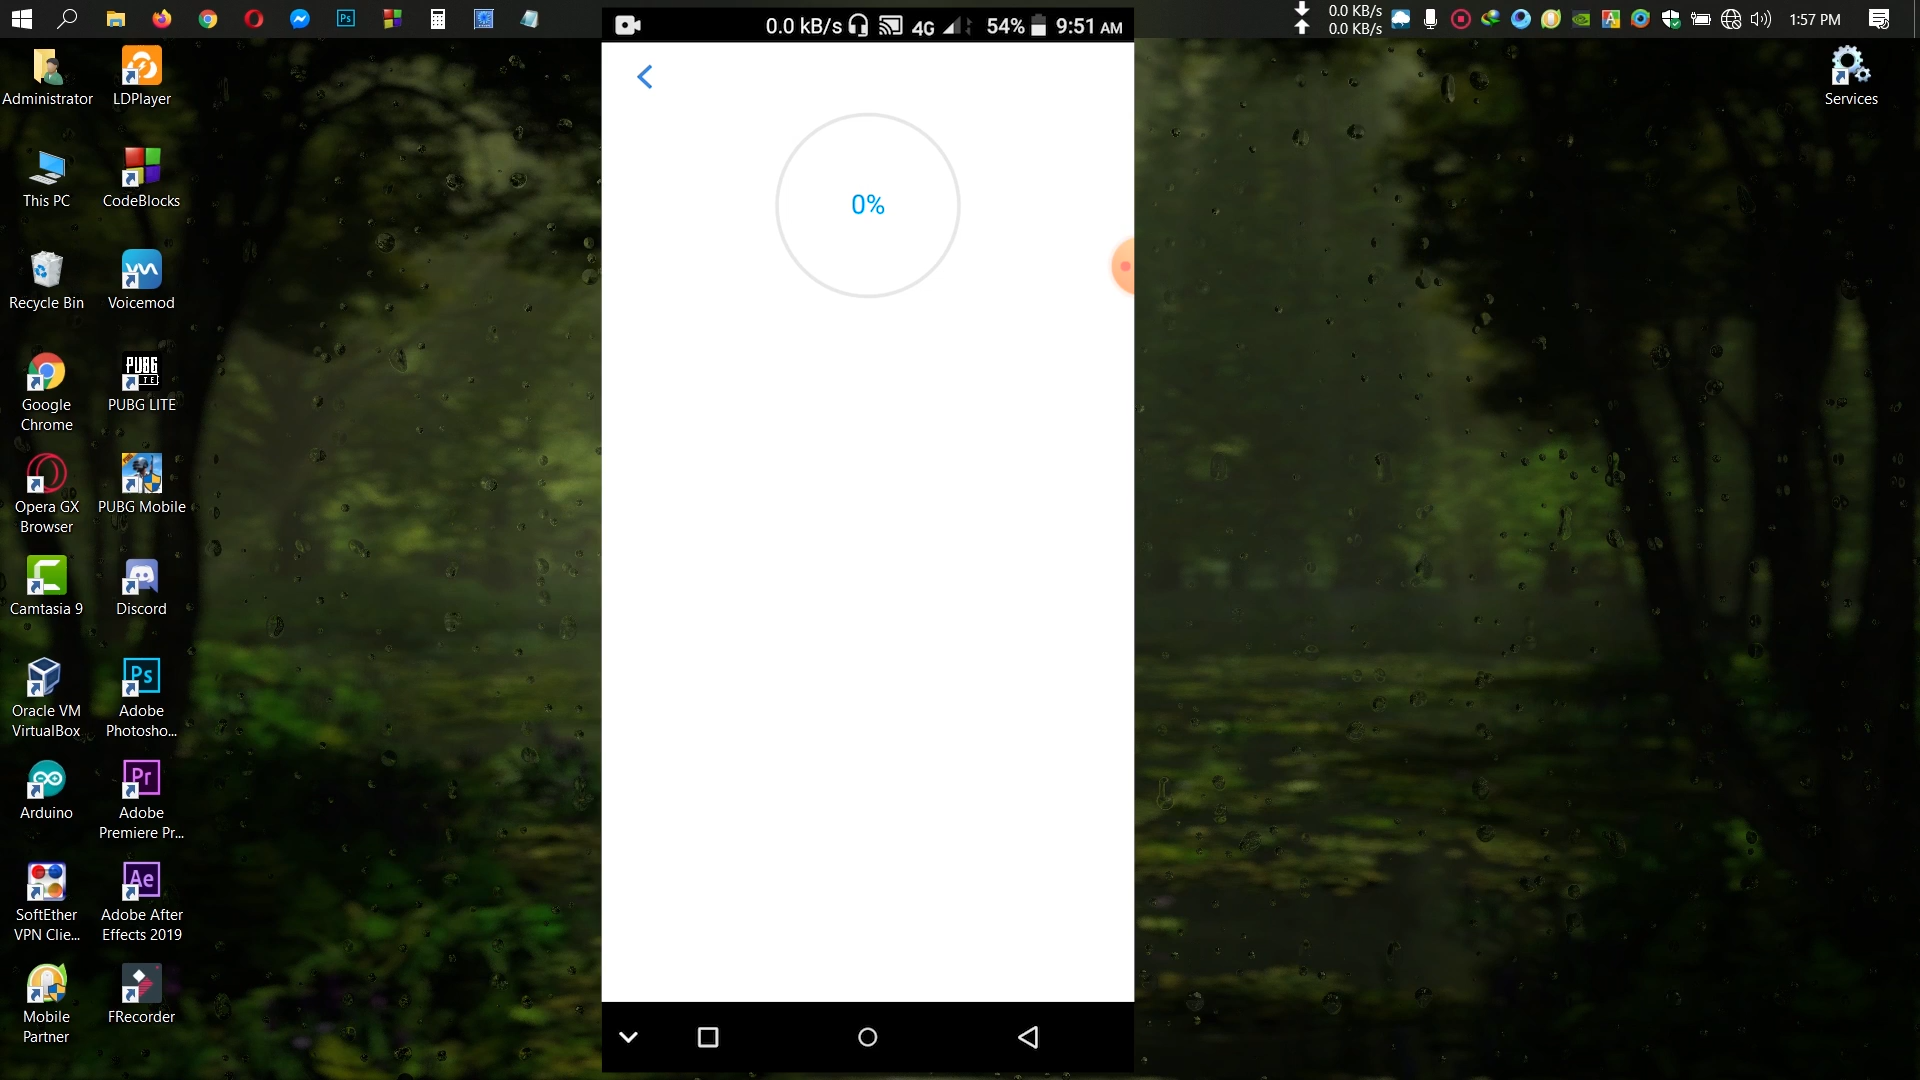 0.0 kB/s 4G 54% 9:51 AM
0.0 KB/s
0.0 KB/s
1:57 PM
0%
Administrator
LDPlayer
Services
This PC
CodeBlocks
Recycle Bin
Voicemod
Google
Chrome
PUBG LITE
Opera GX
Browser
PUBG Mobile
Camtasia 9
Discord
Oracle VM
VirtualBox
Adobe
Photosho...
Arduino
Adobe
Premiere Pr...
SoftEther
VPN Clie...
Adobe After
Effects 2019
Mobile
Partner
FRecorder